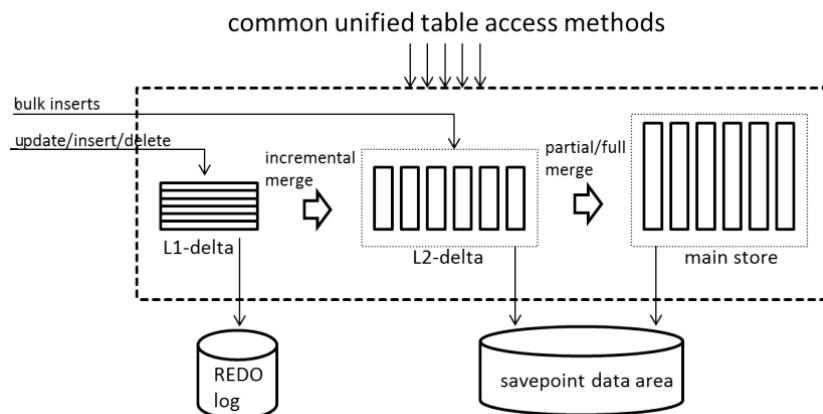 common unified table access methods
bulk inserts
update/insert/delete
incremental
merge
partial/full
merge
L1-delta
L2-delta
main store
REDO
log
savepoint data area